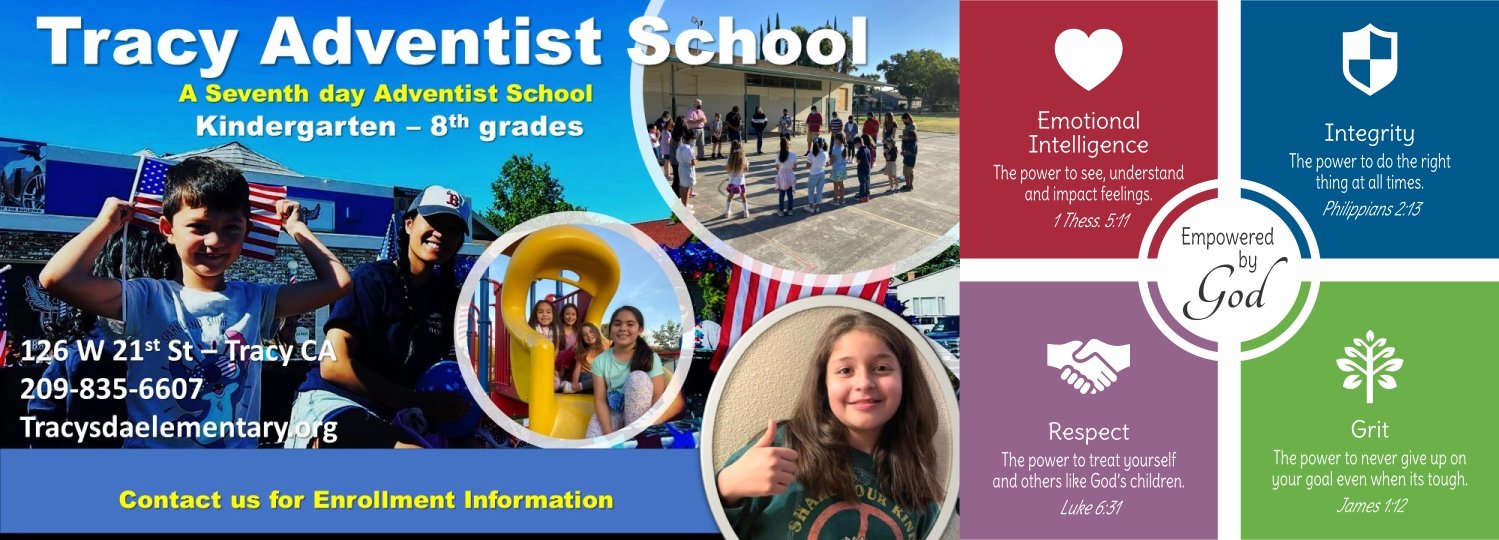 Tracy Adventist School
A Seventh day Adventist School
Kindergarten – 8th grades
126 W 21st St – Tracy CA
209-835-6607
Tracysdaelementary.org
Contact us for Enrollment Information
Emotional
Intelligence
The power to see, understand
and impact feelings.
1 Thess. 5:11
Integrity
The power to do the right
thing at all times.
Philippians 2:13
Empowered
by
God
Respect
The power to treat yourself
and others like God's children.
Luke 6:31
Grit
The power to never give up on
your goal even when its tough.
James 1:12